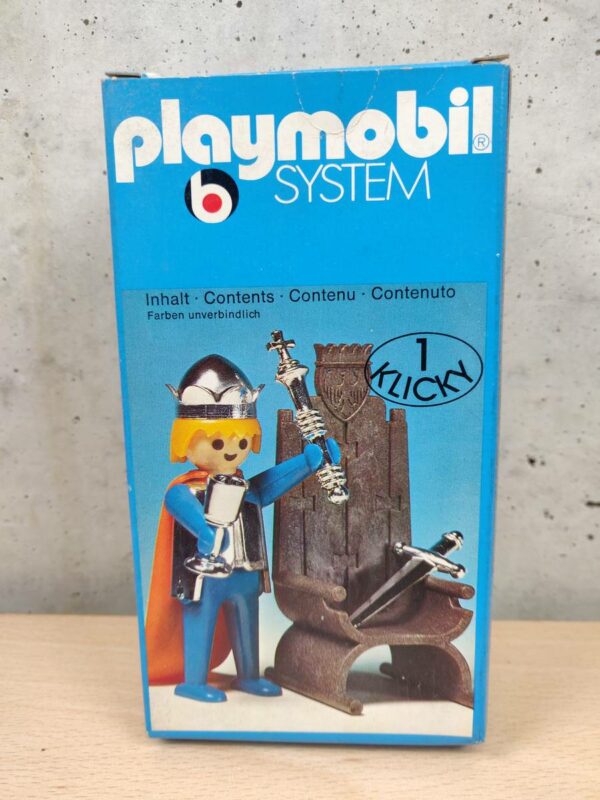 playmobil®
SYSTEM
Inhalt · Contents · Contenu · Contenuto
Farben unverbindlich
1
KLICKY